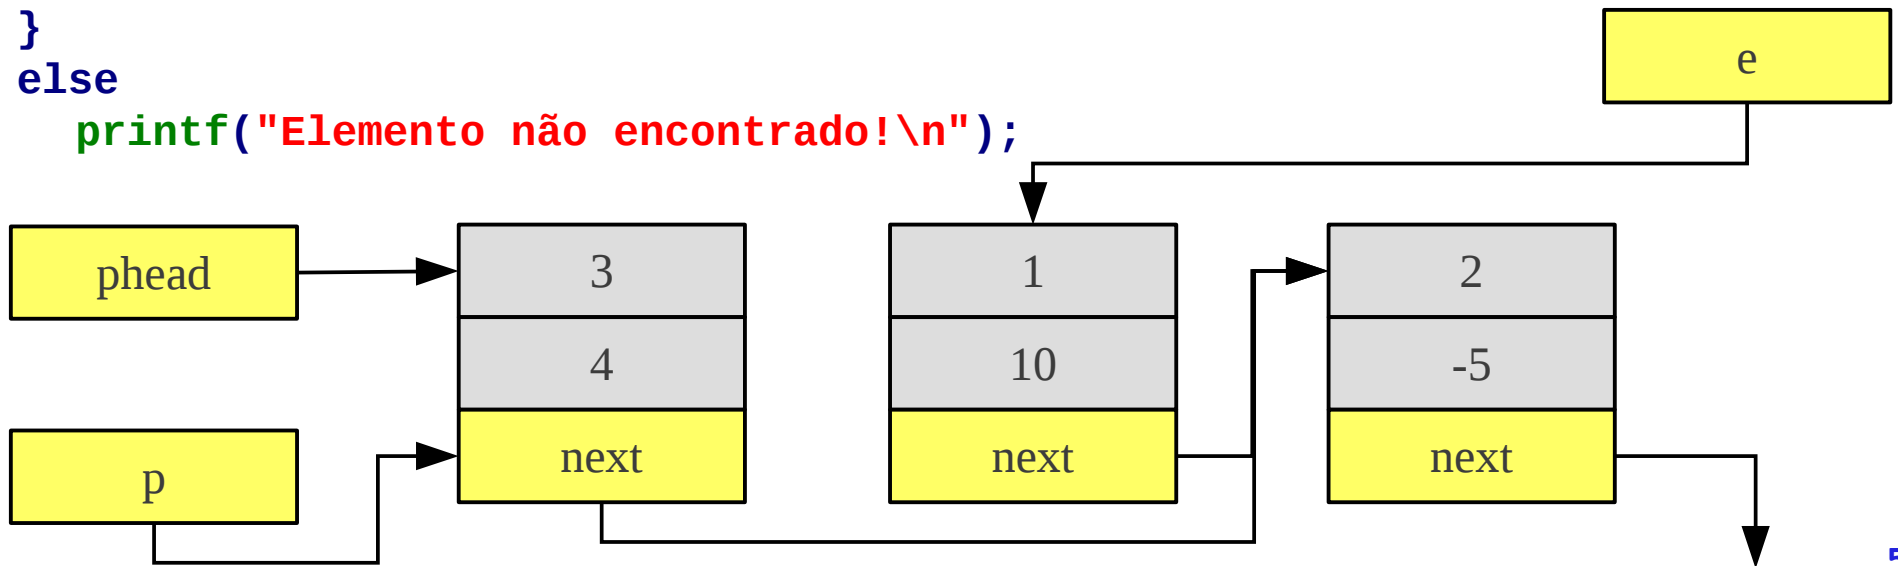 }
else
printf("Elemento não encontrado!\n");
e
phead
3
1
2
4
10
-5
p
next
next
next